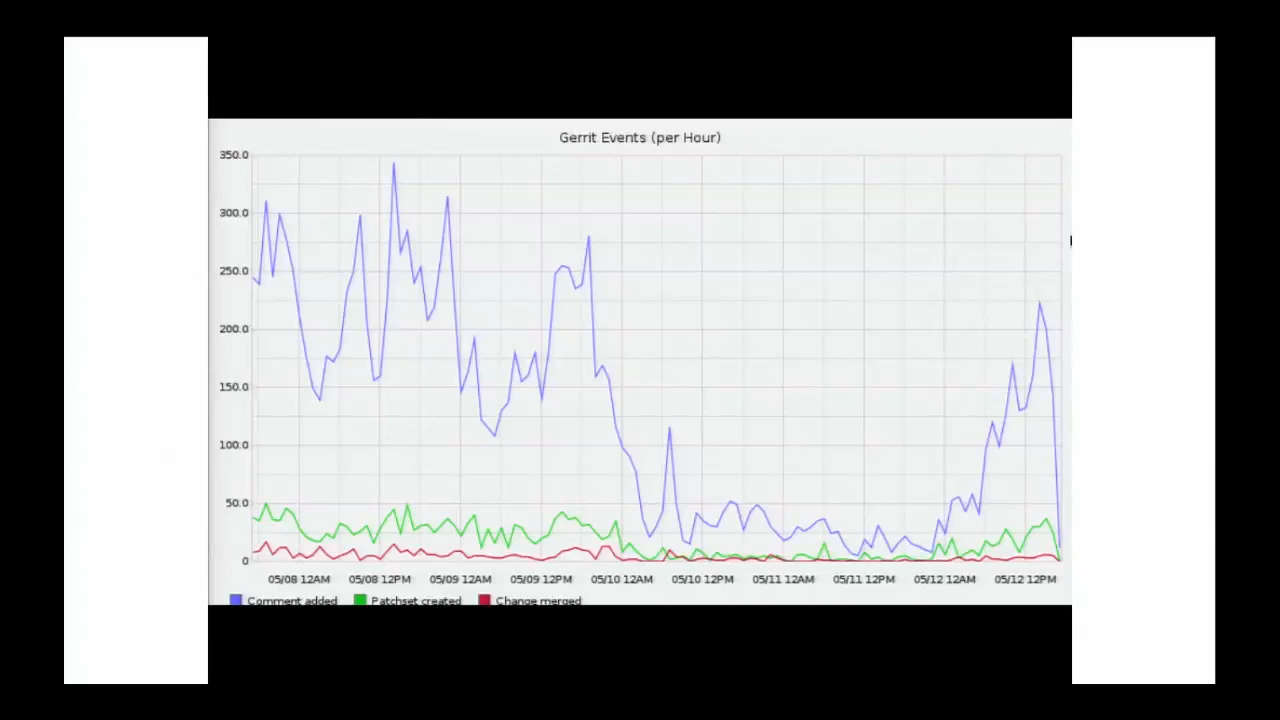 Gerrit Events (per Hour)
350.0
300.0
250.0
200.0
150.0
100.0
50.0
0
05/08 12AM 05/08 12PM 05/09 12AM 05/09 12PM 05/10 12AM 05/10 12PM 05/11 12AM 05/11 12PM 05/12 12AM 05/12 12PM
Comment added Patchset created Change merged